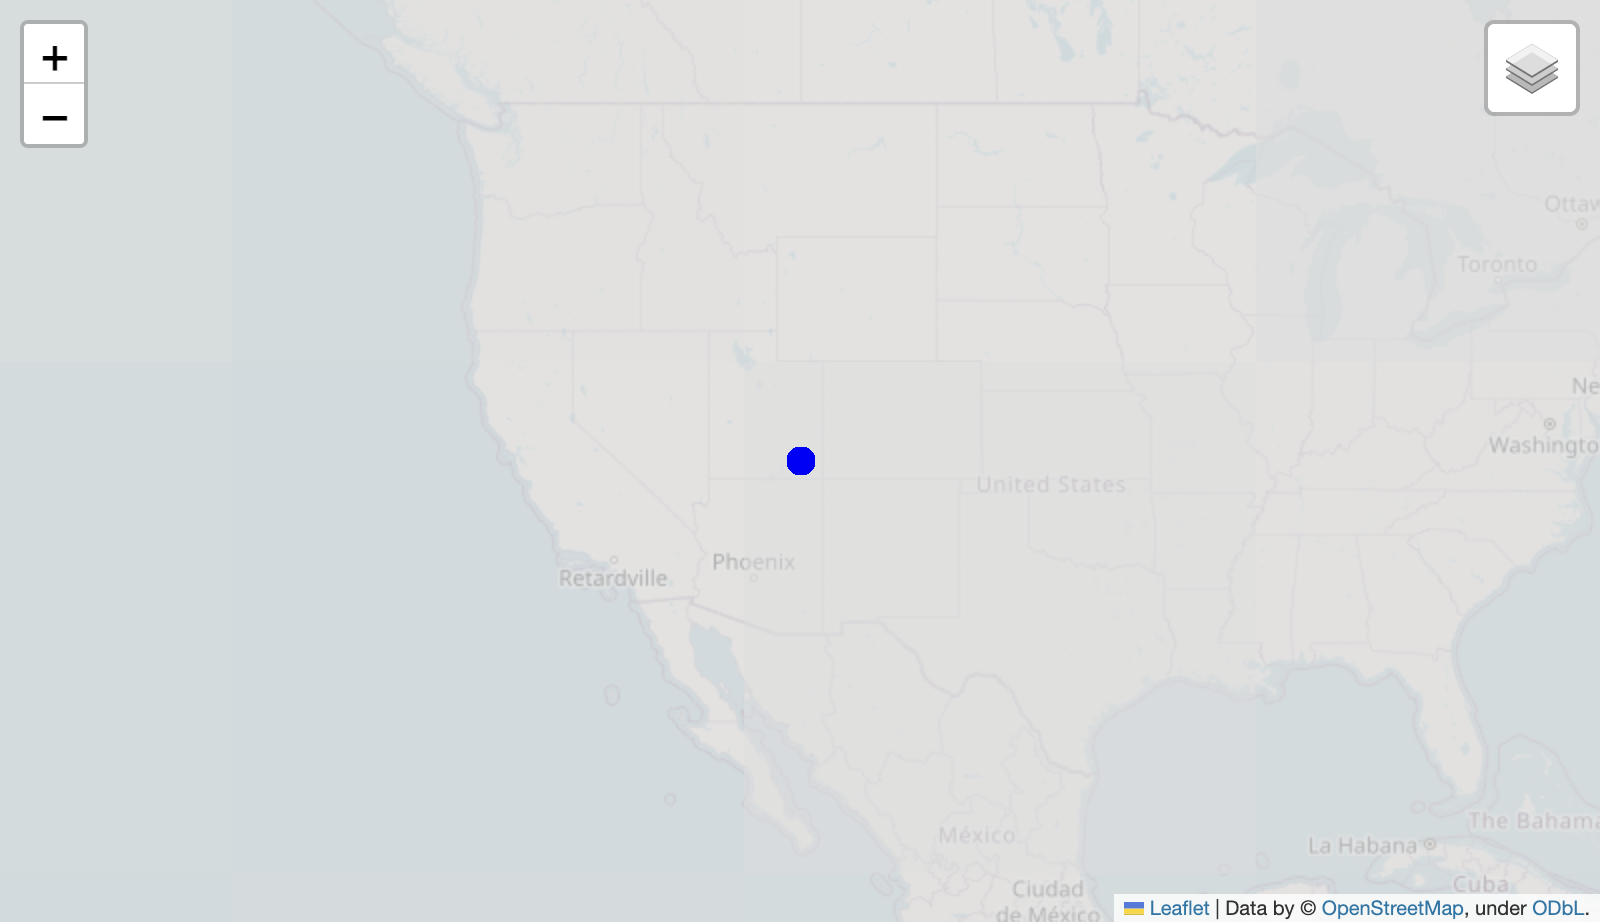 +
−
Ottaw
Toronto
Ne
Washingto
United States
Phoenix
Retardville
México
La Habana
The Bahama
Cuba
Ciudad
de México
Leaflet | Data by © OpenStreetMap, under ODbL.